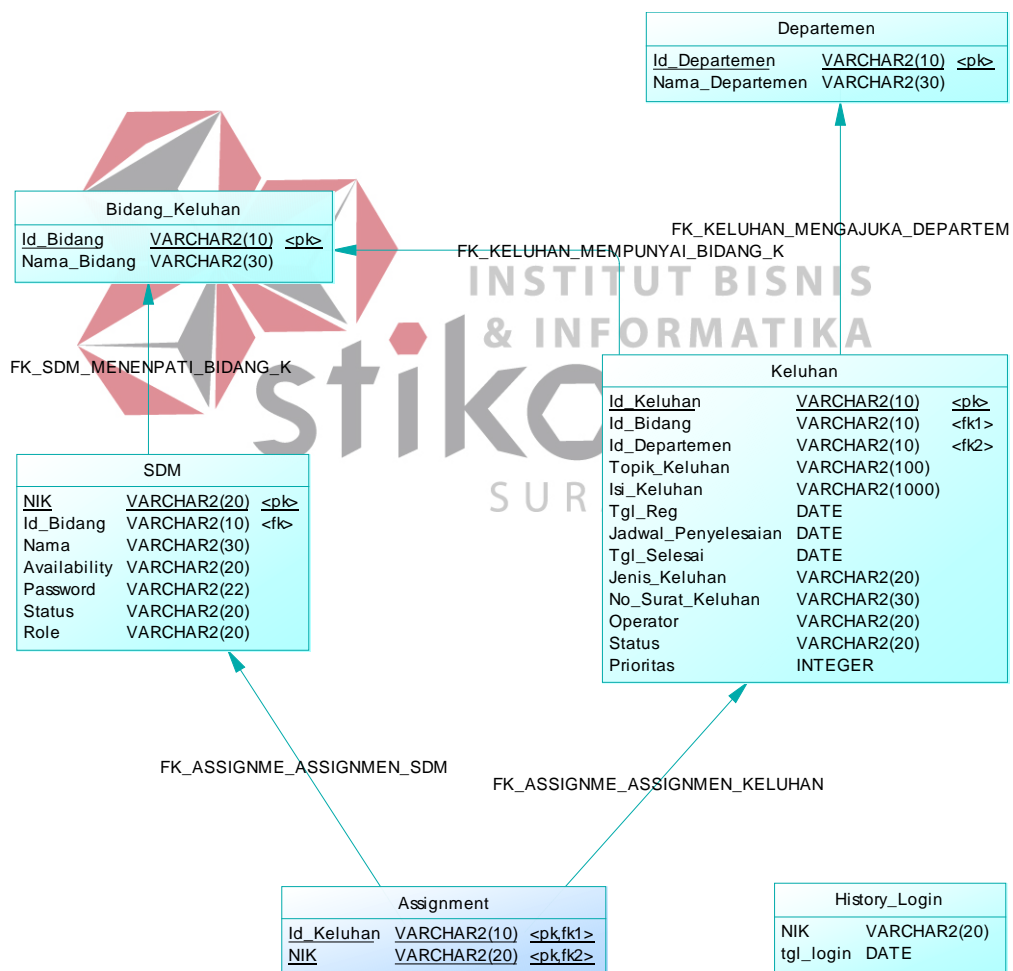 Departemen
Id_Departemen VARCHAR2(10) <pk>
Nama_Departemen VARCHAR2(30)
Bidang_Keluhan
Id_Bidang VARCHAR2(10) <pk>
Nama_Bidang VARCHAR2(30)
FK_KELUHAN_MENGAJUKA_DEPARTEM
FK_KELUHAN_MEMPUNYAI_BIDANG_K
INSTITUT BISNIS
& INFORMATIKA
FK_SDM_MENENPATI_BIDANG_K
stiko
SUR
Keluhan
Id_Keluhan VARCHAR2(10) <pk>
Id_Bidang VARCHAR2(10) <fk1>
Id_Departemen VARCHAR2(10) <fk2>
Topik_Keluhan VARCHAR2(100)
Isi_Keluhan VARCHAR2(1000)
Tgl_Reg DATE
Jadwal_Penyelesaian DATE
Tgl_Selesai DATE
Jenis_Keluhan VARCHAR2(20)
No_Surat_Keluhan VARCHAR2(30)
Operator VARCHAR2(20)
Status VARCHAR2(20)
Prioritas INTEGER
SDM
NIK VARCHAR2(20) <pk>
Id_Bidang VARCHAR2(10) <fk>
Nama VARCHAR2(30)
Availability VARCHAR2(20)
Password VARCHAR2(22)
Status VARCHAR2(20)
Role VARCHAR2(20)
FK_ASSIGNME_ASSIGNMEN_SDM
FK_ASSIGNME_ASSIGNMEN_KELUHAN
Assignment
Id_Keluhan VARCHAR2(10) <pk,fk1>
NIK VARCHAR2(20) <pk,fk2>
History_Login
NIK VARCHAR2(20)
tgl_login DATE